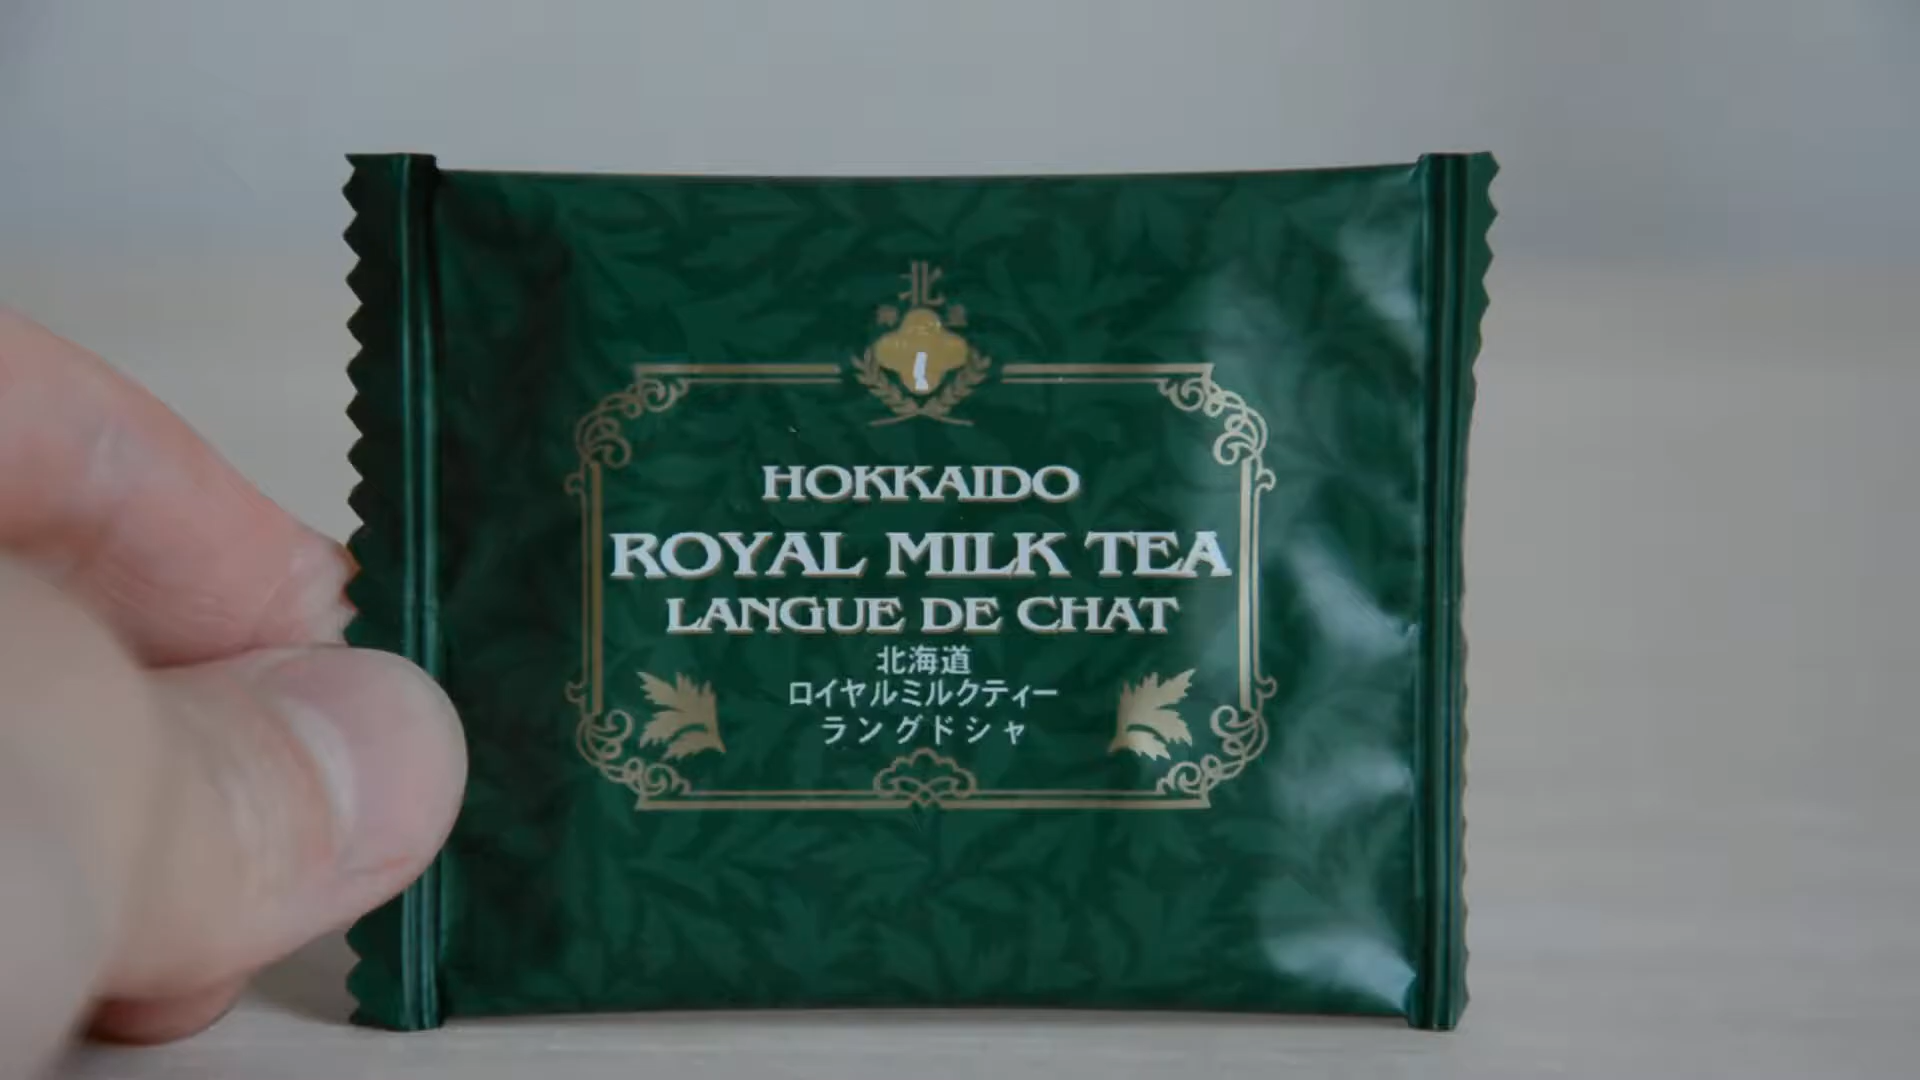 北
HOKKAIDO
ROYAL MILK TEA
LANGUE DE CHAT
北海道
ロイヤルミルクティー
ラングドシャ